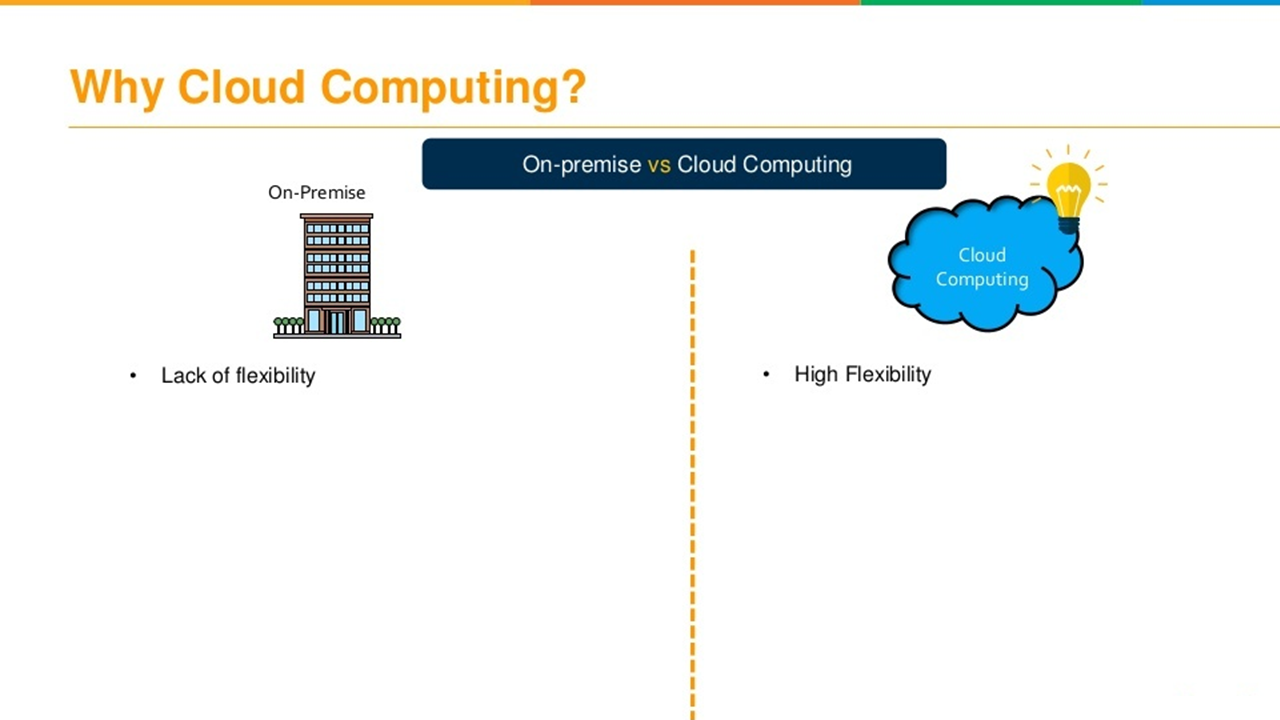 Why Cloud Computing?
On-premise vs Cloud Computing
On-Premise
Cloud
Computing
• Lack of flexibility
• High Flexibility